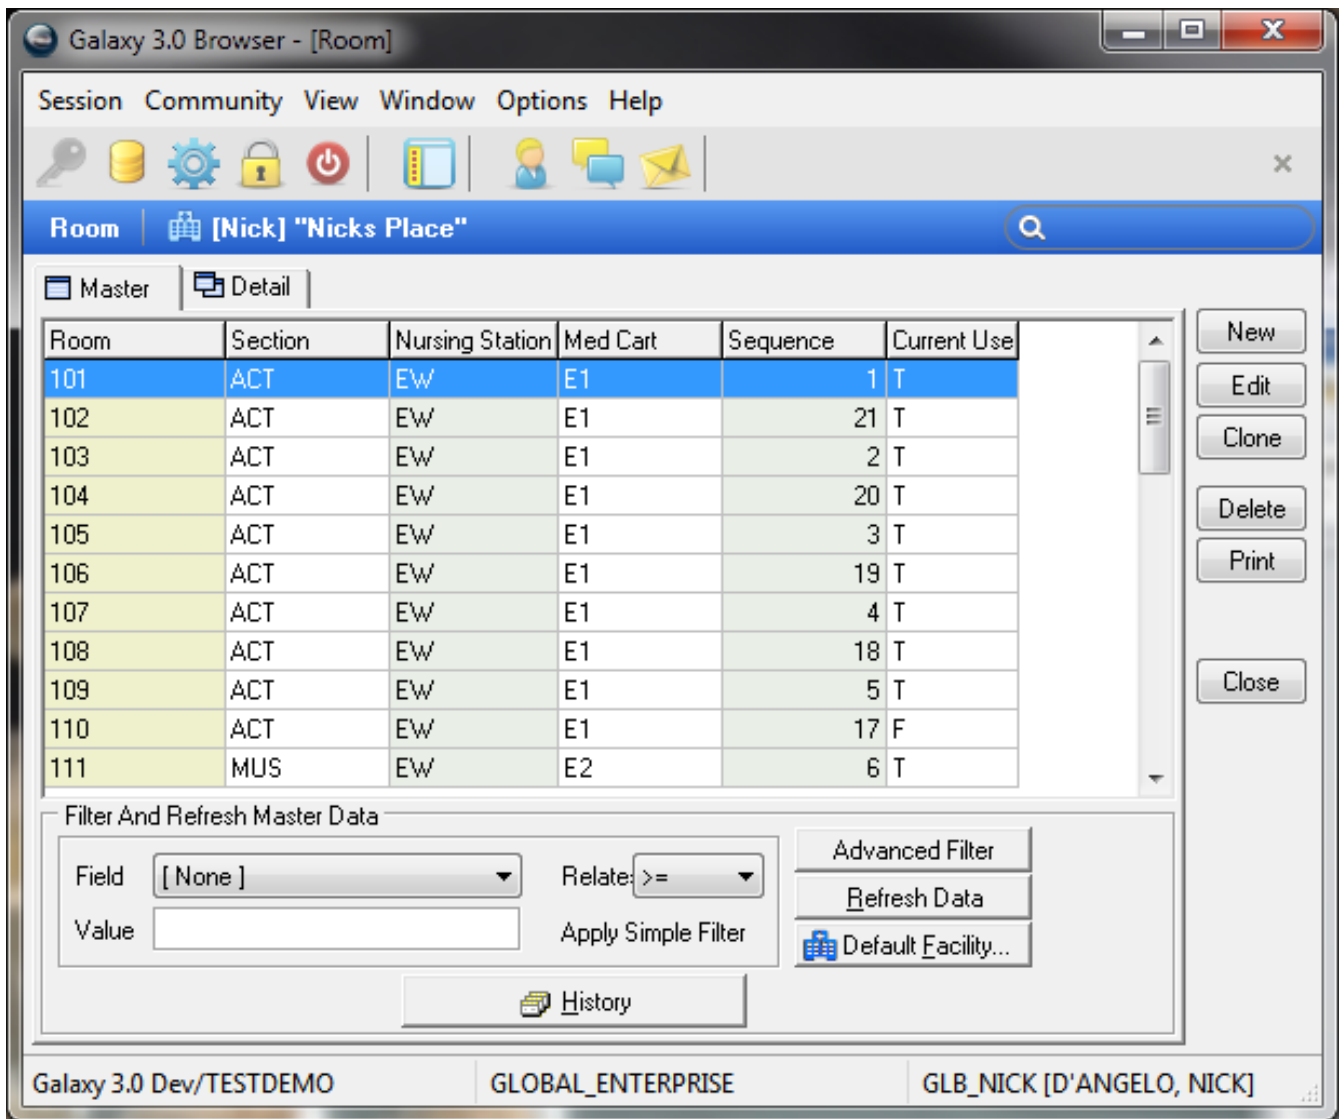 Galaxy 3.0 Browser - [Room]
Session Community View Window Options Help
Room [Nick] "Nicks Place"
Master Detail
Room Section Nursing Station Med Cart Sequence Current Use
101 ACT EW E1 1 T
102 ACT EW E1 21 T
103 ACT EW E1 2 T
104 ACT EW E1 20 T
105 ACT EW E1 3 T
106 ACT EW E1 19 T
107 ACT EW E1 4 T
108 ACT EW E1 18 T
109 ACT EW E1 5 T
110 ACT EW E1 17 F
111 MUS EW E2 6 T
New
Edit
Clone
Delete
Print
Close
Filter And Refresh Master Data
Field [ None ] Relate: >=
Value Apply Simple Filter
Advanced Filter
Refresh Data
Default Facility...
History
Galaxy 3.0 Dev/TESTDEMO GLOBAL_ENTERPRISE GLB_NICK [D'ANGELO, NICK]